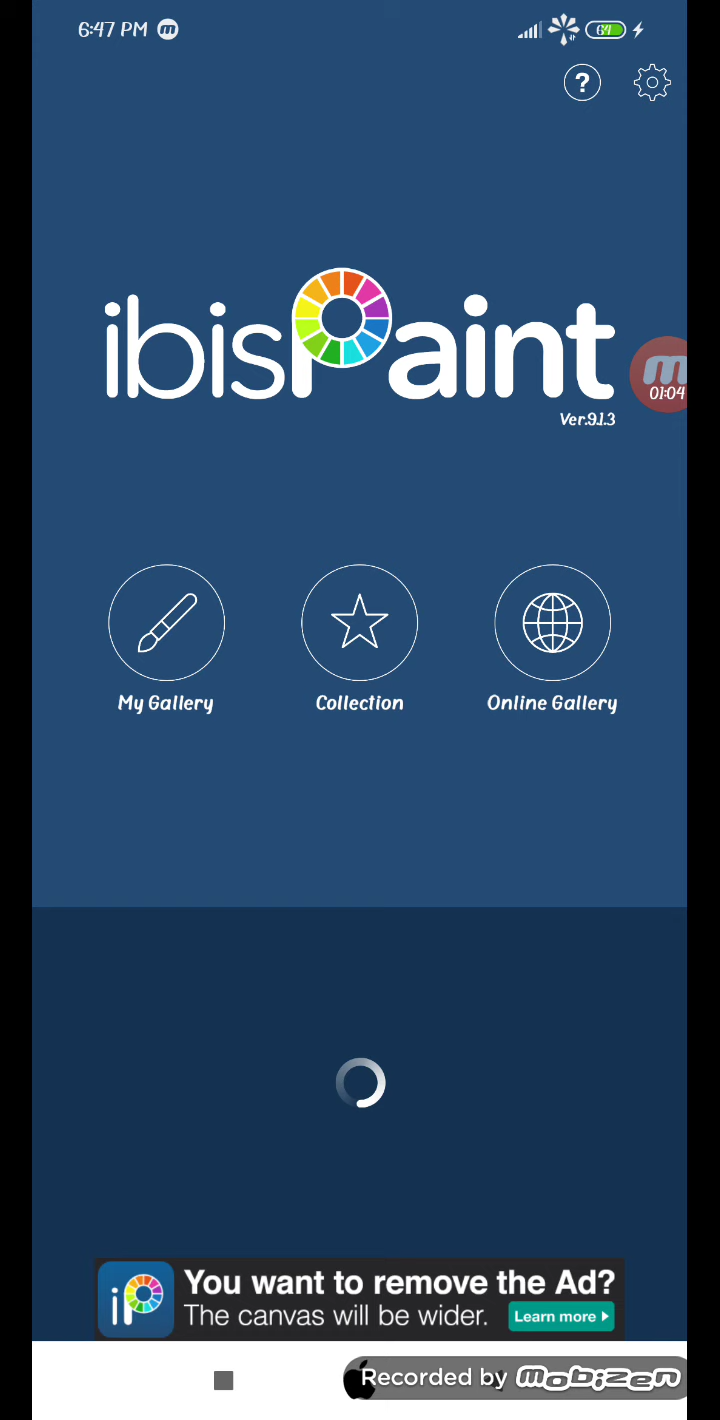 6:47 PM
64
?
ibisPaint
Ver.9.1.3
01:04
My Gallery
Collection
Online Gallery
You want to remove the Ad?
The canvas will be wider.
Learn more
Recorded by mobizen